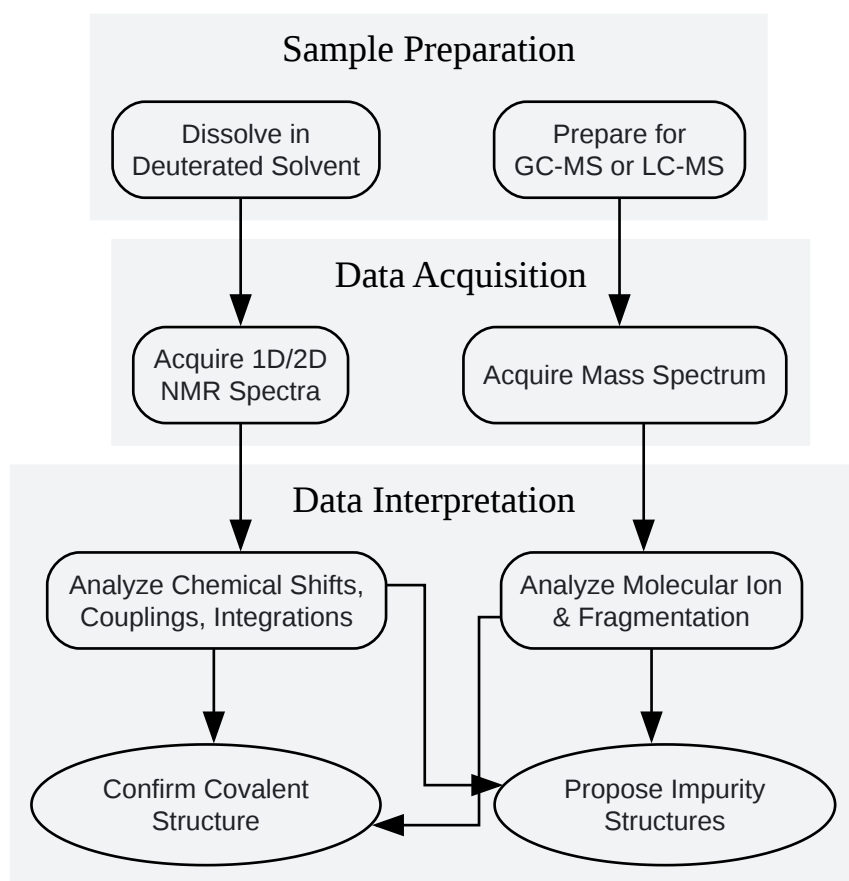 Sample Preparation
Dissolve in
Deuterated Solvent
Prepare for
GC-MS or LC-MS
Data Acquisition
Acquire 1D/2D
NMR Spectra
Acquire Mass Spectrum
Data Interpretation
Analyze Chemical Shifts,
Couplings, Integrations
Analyze Molecular Ion
& Fragmentation
Confirm Covalent
Structure
Propose Impurity
Structures